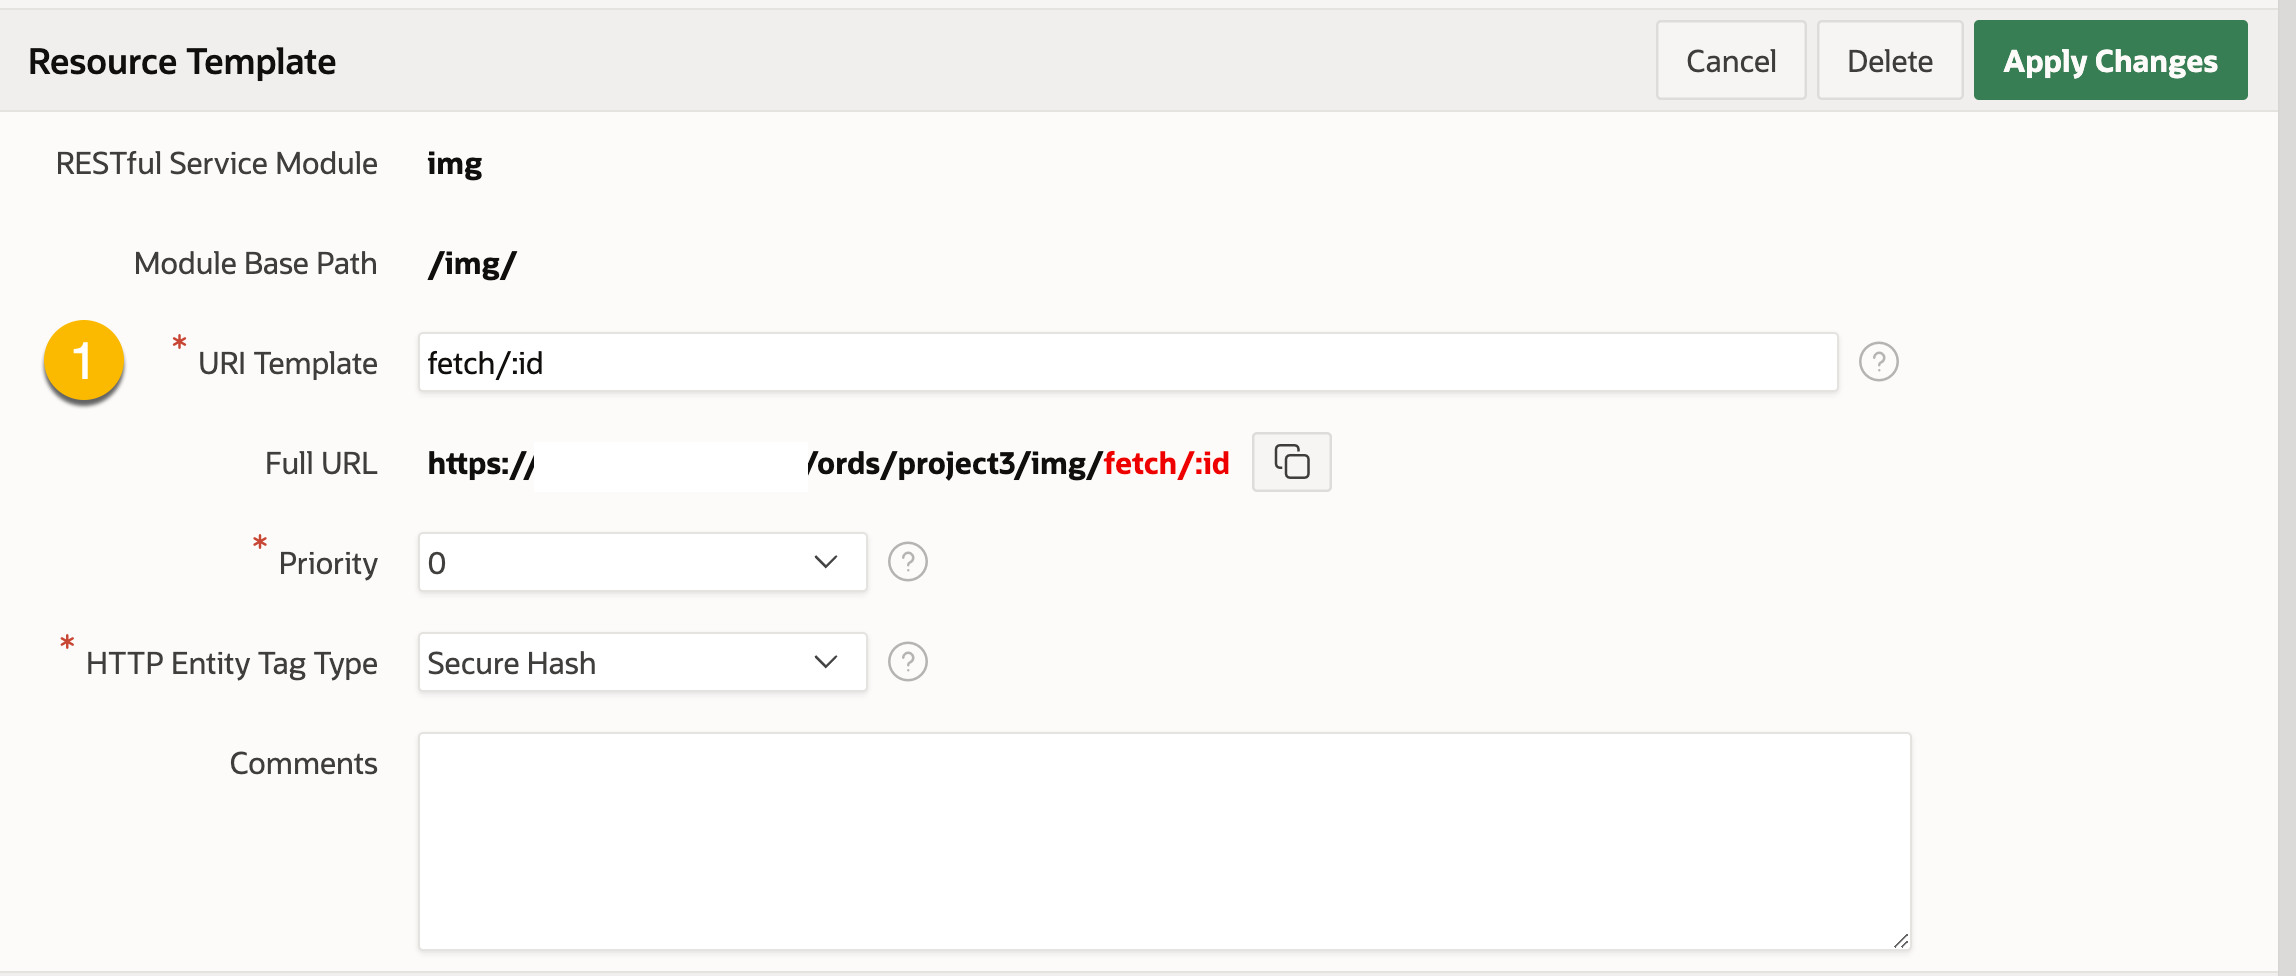 Resource Template
Cancel Delete Apply Changes
RESTful Service Module img
Module Base Path /img/
1 * URI Template fetch/:id ?
Full URL https:// /ords/project3/img/fetch/:id
* Priority 0 ?
* HTTP Entity Tag Type Secure Hash ?
Comments